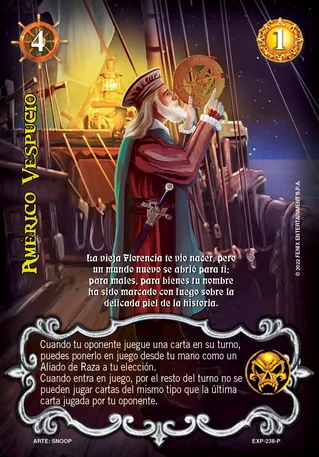 4
1
Americo Vespucio
© 2022 FENIX ENTERTAINMENT S.P.A.
La vieja Florencia te vio nacer, pero
un mundo nuevo se abrió para ti;
para males, para bienes tu nombre
ha sido marcado con fuego sobre la
delicada piel de la historia.
Cuando tu oponente juegue una carta en su turno,
puedes ponerlo en juego desde tu mano como un
Aliado de Raza a tu elección.
Cuando entra en juego, por el resto del turno no se
pueden jugar cartas del mismo tipo que la última
carta jugada por tu oponente.
ARTE: SNOOP
EXP-238-P